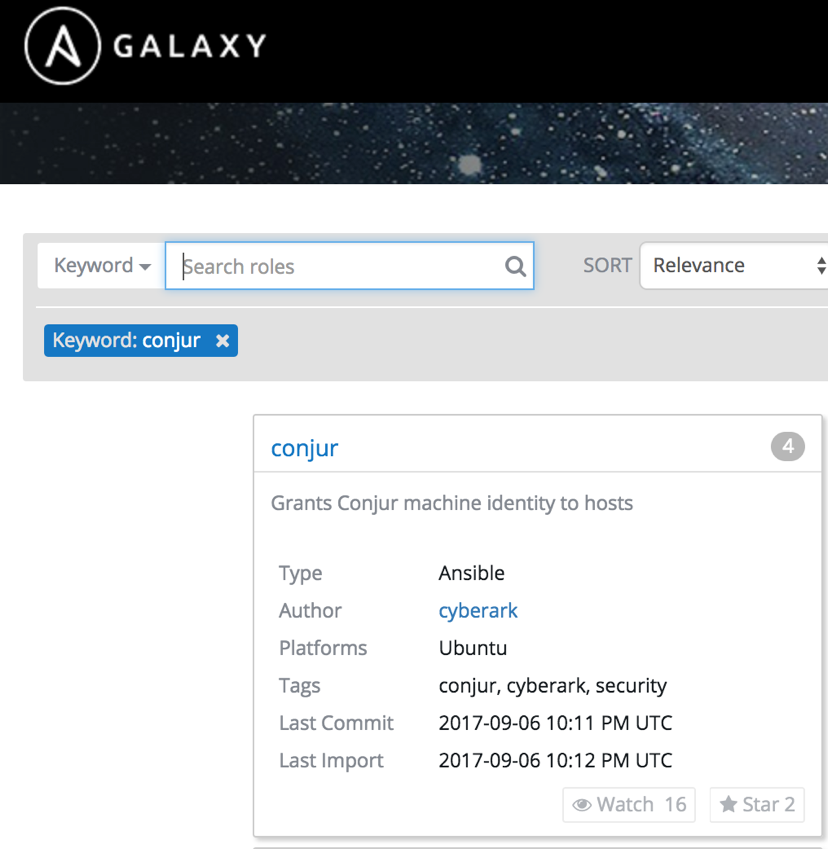 A GALAXY
Keyword Search roles SORT Relevance
Keyword: conjur ×
conjur 4
Grants Conjur machine identity to hosts
Type Ansible
Author cyberark
Platforms Ubuntu
Tags conjur, cyberark, security
Last Commit 2017-09-06 10:11 PM UTC
Last Import 2017-09-06 10:12 PM UTC
Watch 16 Star 2